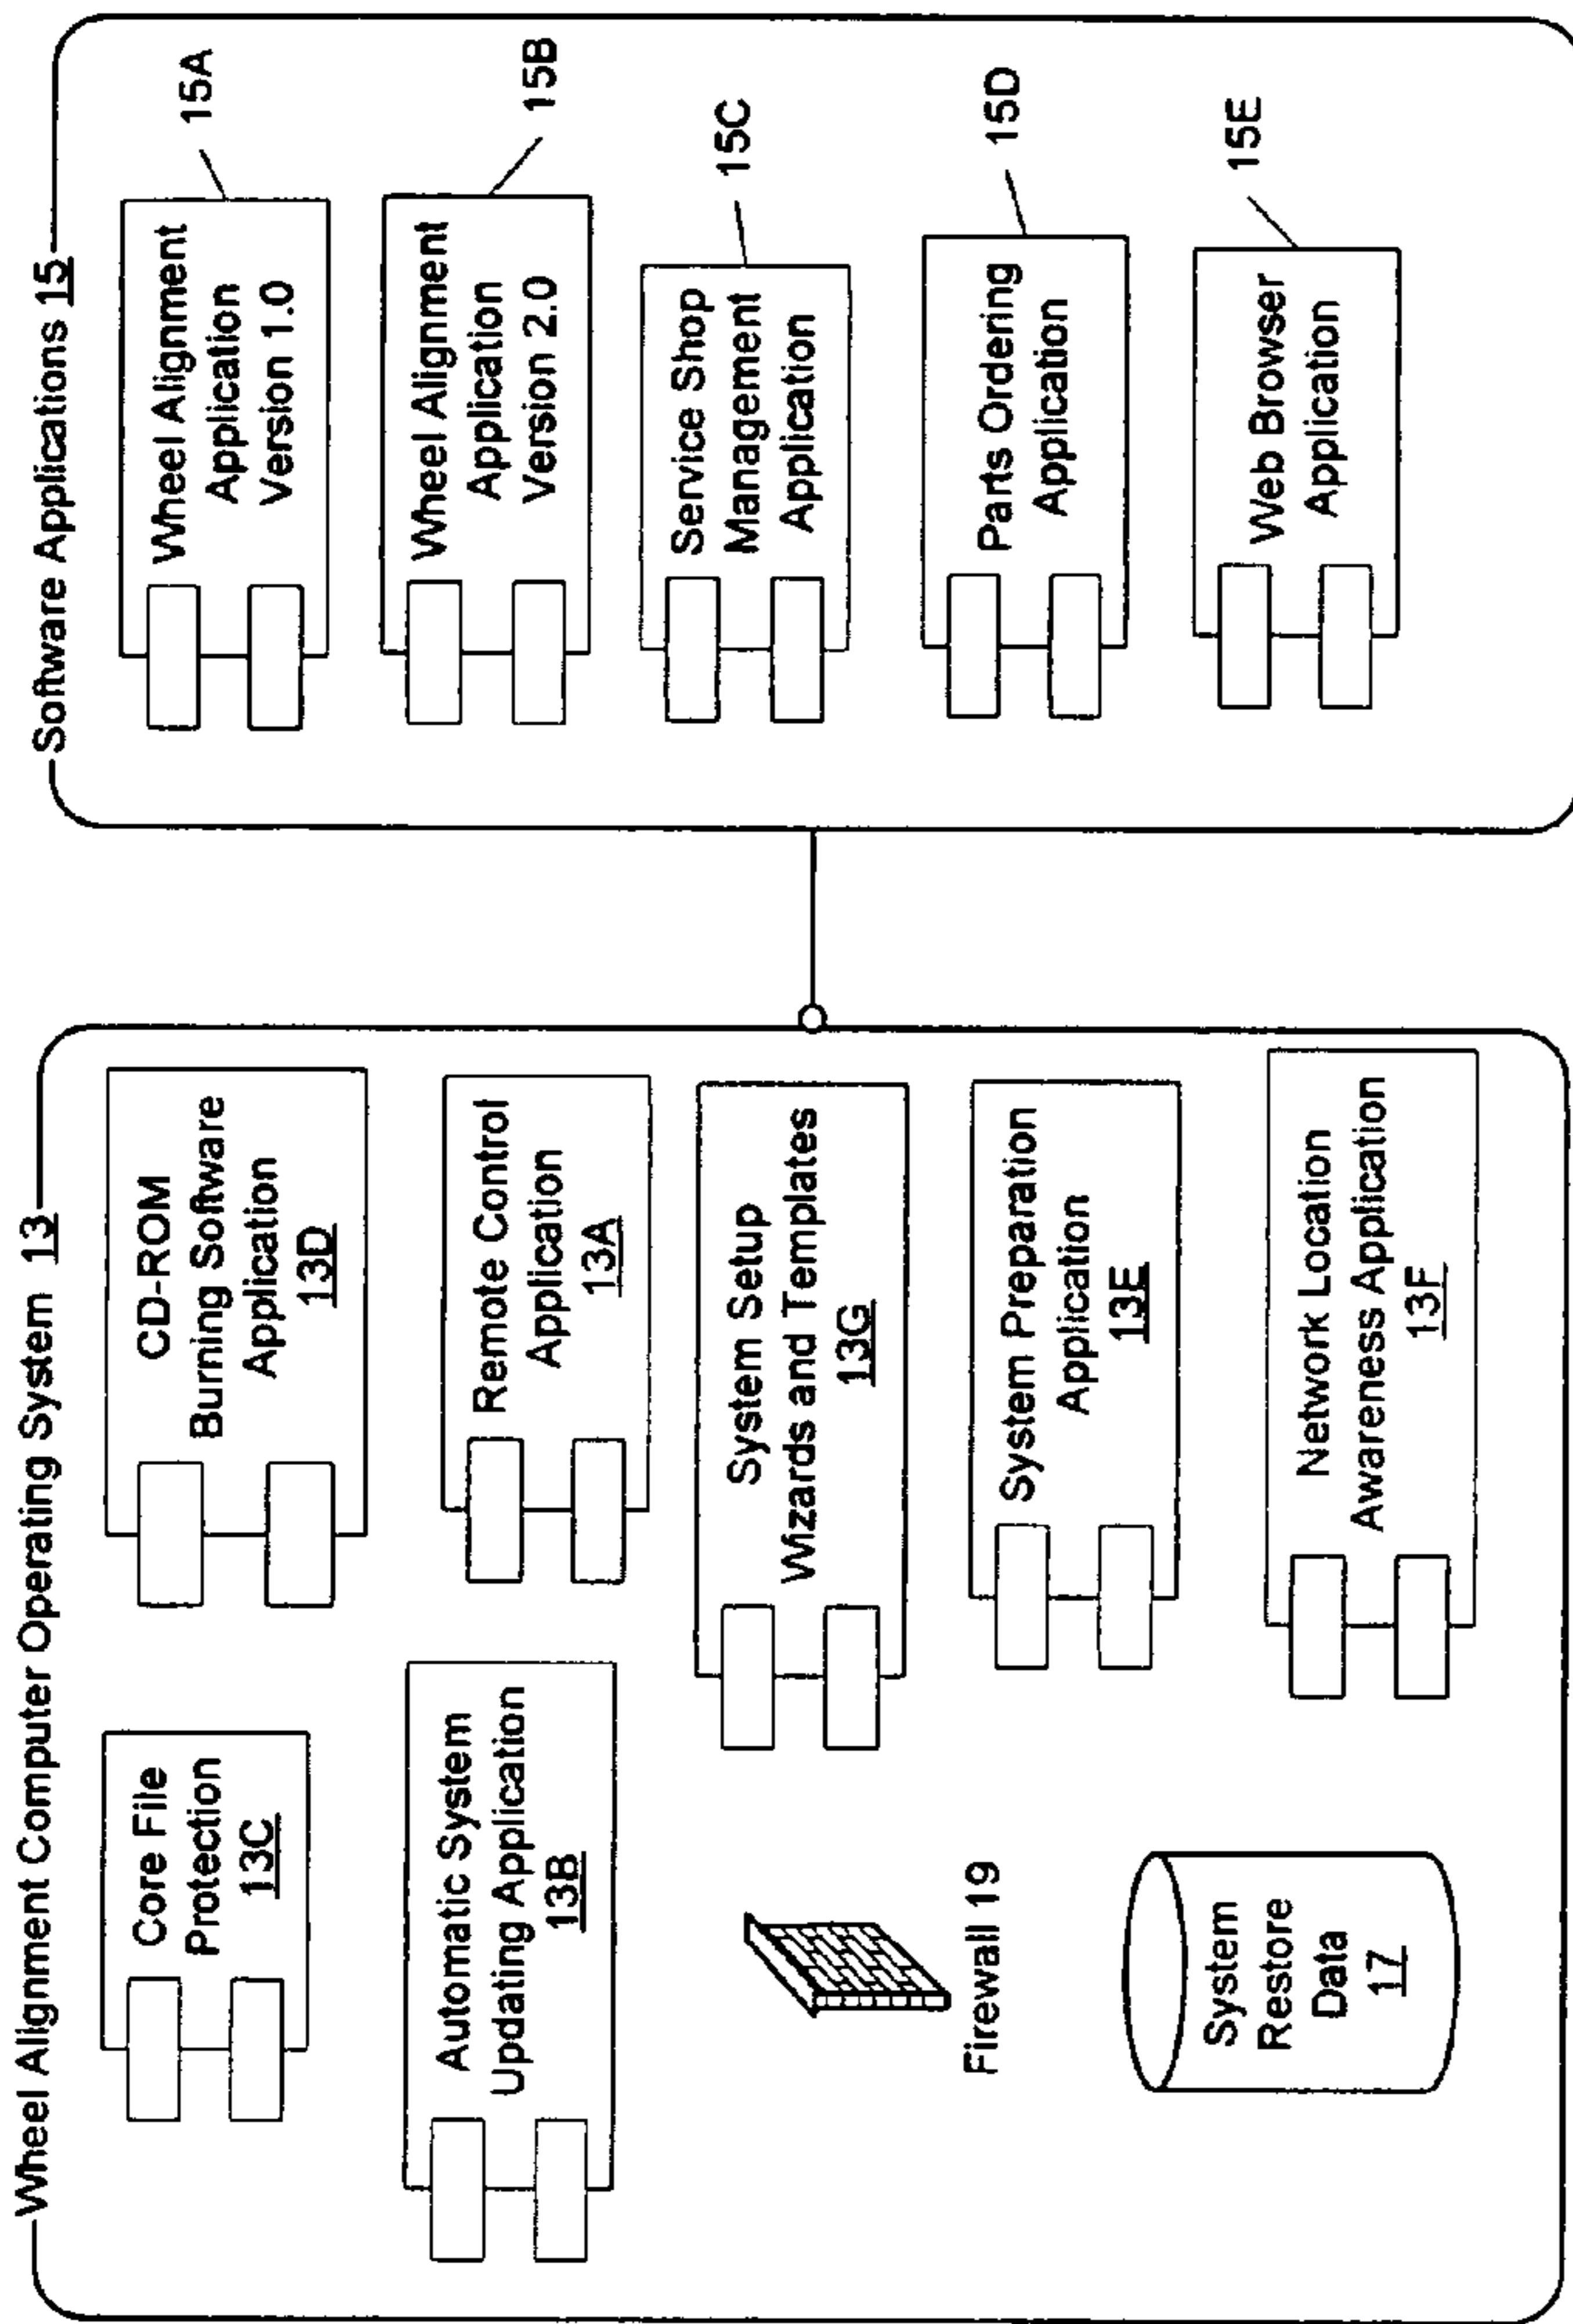 Wheel Alignment Computer Operating System 13
Core File
Protection
13C
CD-ROM
Burning Software
Application
13D
Automatic System
Updating Application
13B
Remote Control
Application
13A
System Setup
Wizards and Templates
13G
Firewall 19
System Preparation
Application
13E
System
Restore
Data
17
Network Location
Awareness Application
13F
Software Applications 15
Wheel Alignment
Application
Version 1.0
15A
Wheel Alignment
Application
Version 2.0
15B
Service Shop
Management
Application
15C
Parts Ordering
Application
15D
Web Browser
Application
15E